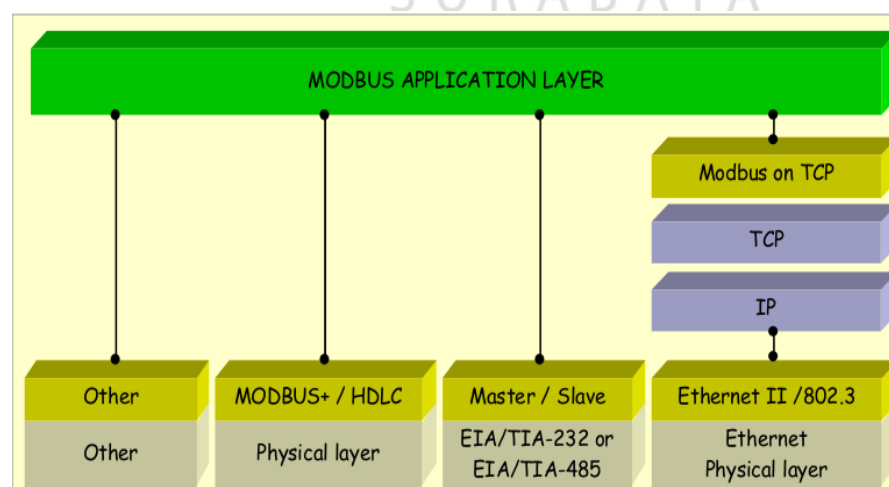 SURABAYA
MODBUS APPLICATION LAYER
Modbus on TCP
TCP
IP
Other
MODBUS+ / HDLC
Master / Slave
Ethernet II /802.3
Other
Physical layer
EIA/TIA-232 or
EIA/TIA-485
Ethernet
Physical layer